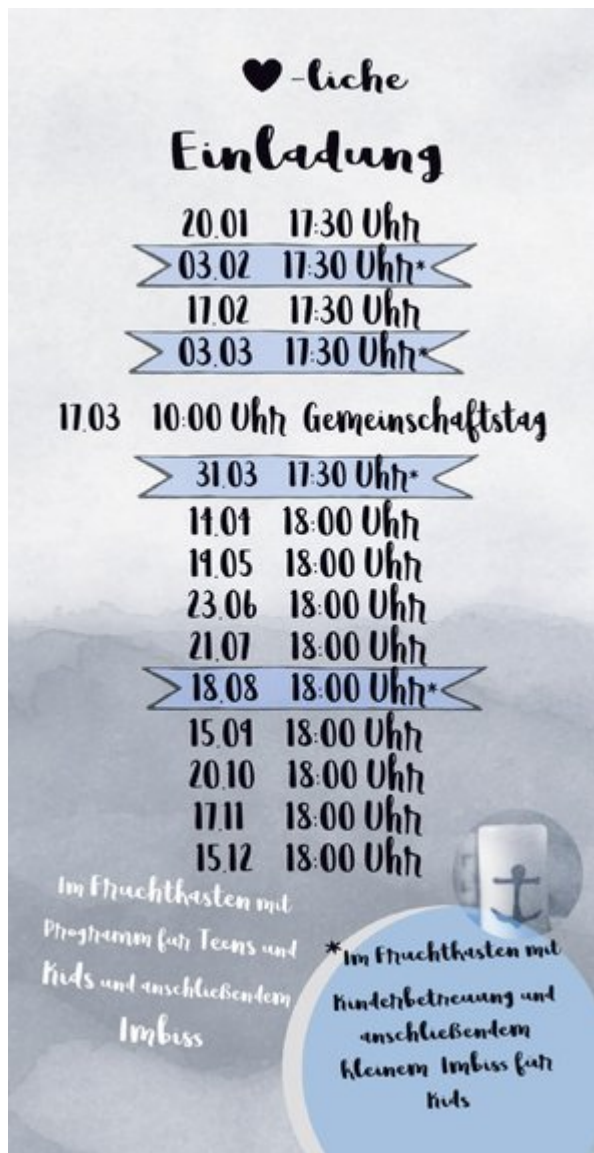 ♥-liche
Einladung
20.01 17:30 Uhr
03.02 17:30 Uhr*
17.02 17:30 Uhr
03.03 17:30 Uhr*
17.03 10:00 Uhr Gemeinschaftstag
31.03 17:30 Uhr*
14.04 18:00 Uhr
19.05 18:00 Uhr
23.06 18:00 Uhr
21.07 18:00 Uhr
18.08 18:00 Uhr*
15.09 18:00 Uhr
20.10 18:00 Uhr
17.11 18:00 Uhr
15.12 18:00 Uhr
Im Fruchtkasten mit
Programm fur Teens und
Kids und anschließendem
Imbiss
*Im Fruchtkasten mit
Kinderbetreuung und
anschließendem
kleinem Imbiss fur
Kids